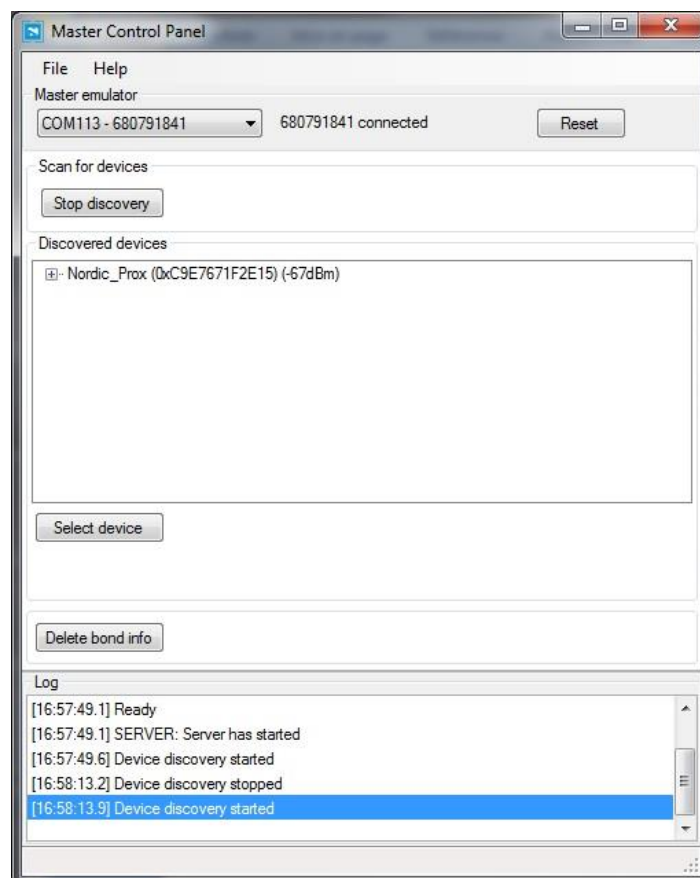 Master Control Panel
File Help
Master emulator
COM113 - 680791841 680791841 connected Reset
Scan for devices
Stop discovery
Discovered devices
Nordic_Prox (0xC9E7671F2E15) (-67dBm)
Select device
Delete bond info
Log
[16:57:49.1] Ready
[16:57:49.1] SERVER: Server has started
[16:57:49.6] Device discovery started
[16:58:13.2] Device discovery stopped
[16:58:13.9] Device discovery started